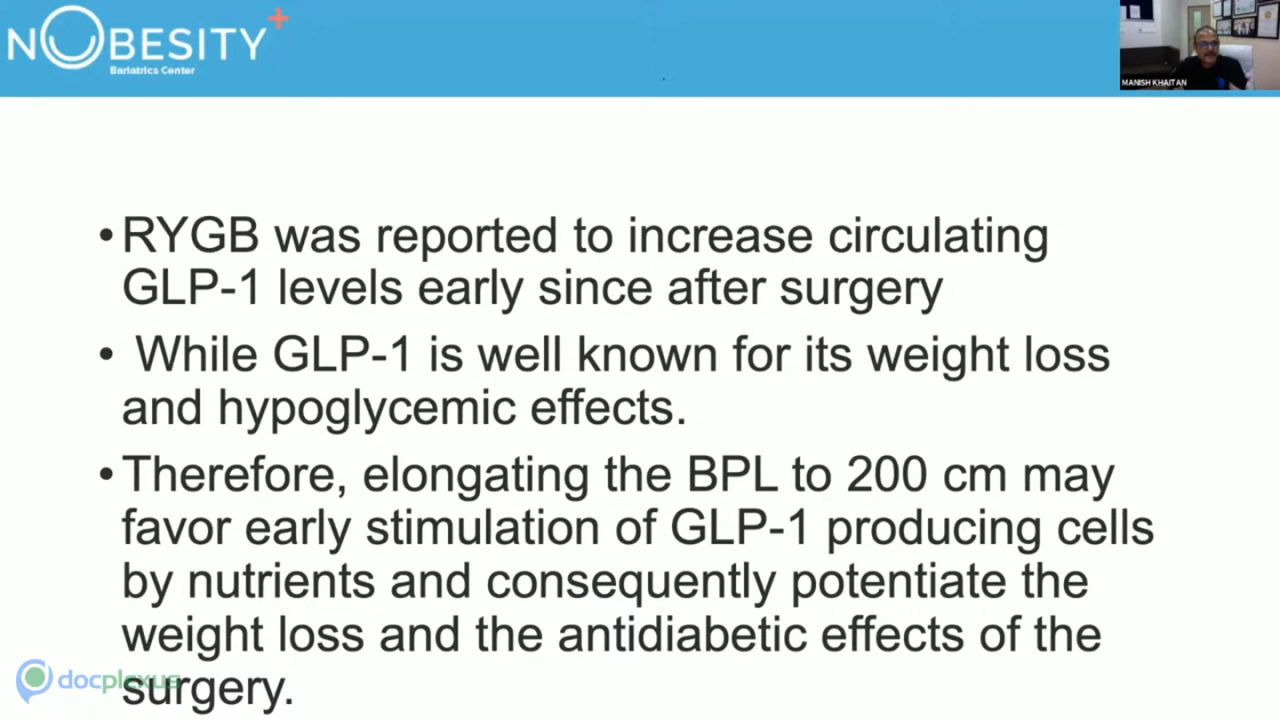 NOBESITY+
Bariatrics Center
MANISH KHAITAN
•RYGB was reported to increase circulating
GLP-1 levels early since after surgery
• While GLP-1 is well known for its weight loss
and hypoglycemic effects.
•Therefore, elongating the BPL to 200 cm may
favor early stimulation of GLP-1 producing cells
by nutrients and consequently potentiate the
weight loss and the antidiabetic effects of the
surgery.
docplexus